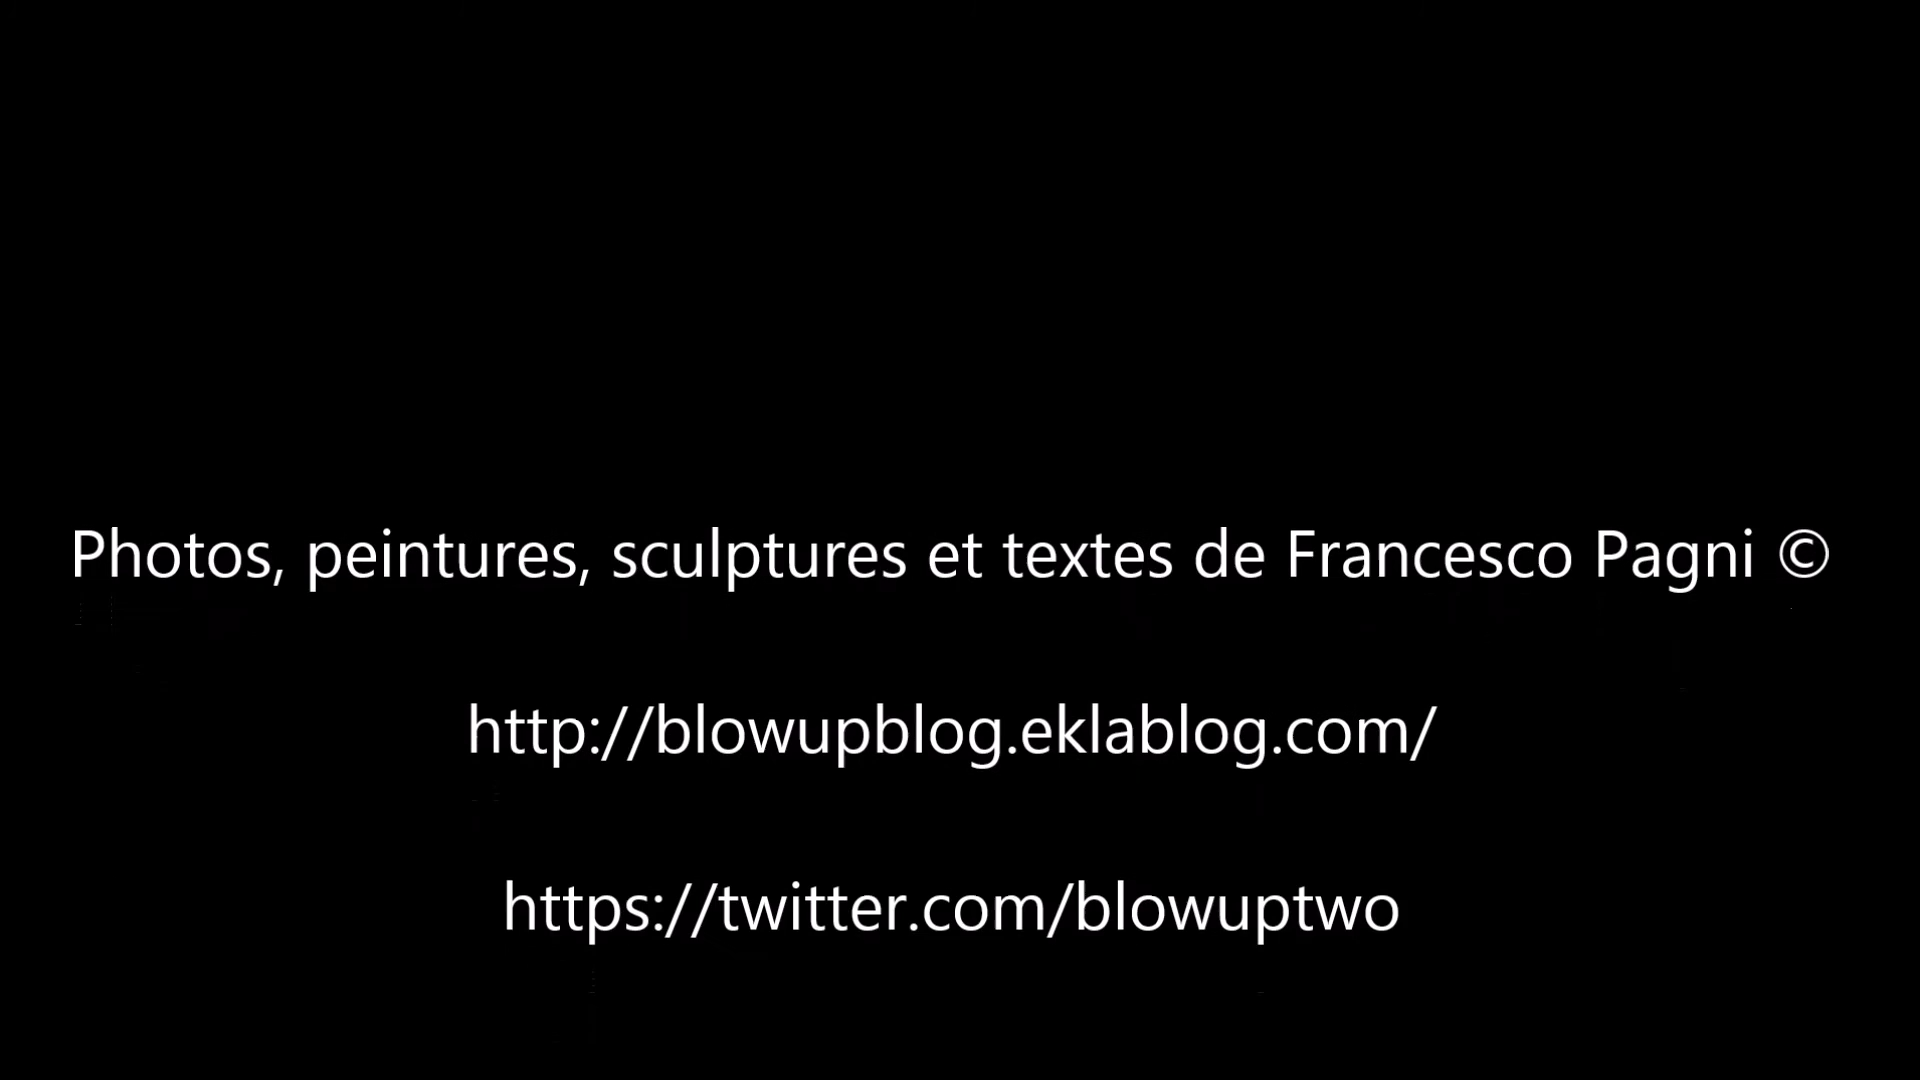 Photos, peintures, sculptures et textes de Francesco Pagni ©
http://blowupblog.eklablog.com/
https://twitter.com/blowuptwo